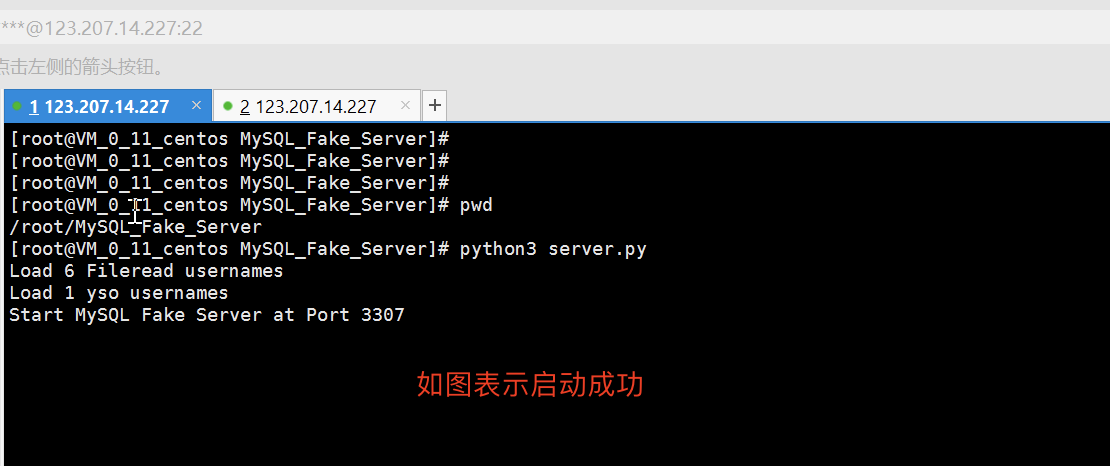 ***@123.207.14.227:22
点击左侧的箭头按钮。
1 123.207.14.227 × 2 123.207.14.227 × +
[root@VM_0_11_centos MySQL_Fake_Server]#
[root@VM_0_11_centos MySQL_Fake_Server]#
[root@VM_0_11_centos MySQL_Fake_Server]#
[root@VM_0_11_centos MySQL_Fake_Server]# pwd
/root/MySQL_Fake_Server
[root@VM_0_11_centos MySQL_Fake_Server]# python3 server.py
Load 6 Fileread usernames
Load 1 yso usernames
Start MySQL Fake Server at Port 3307
如图表示启动成功